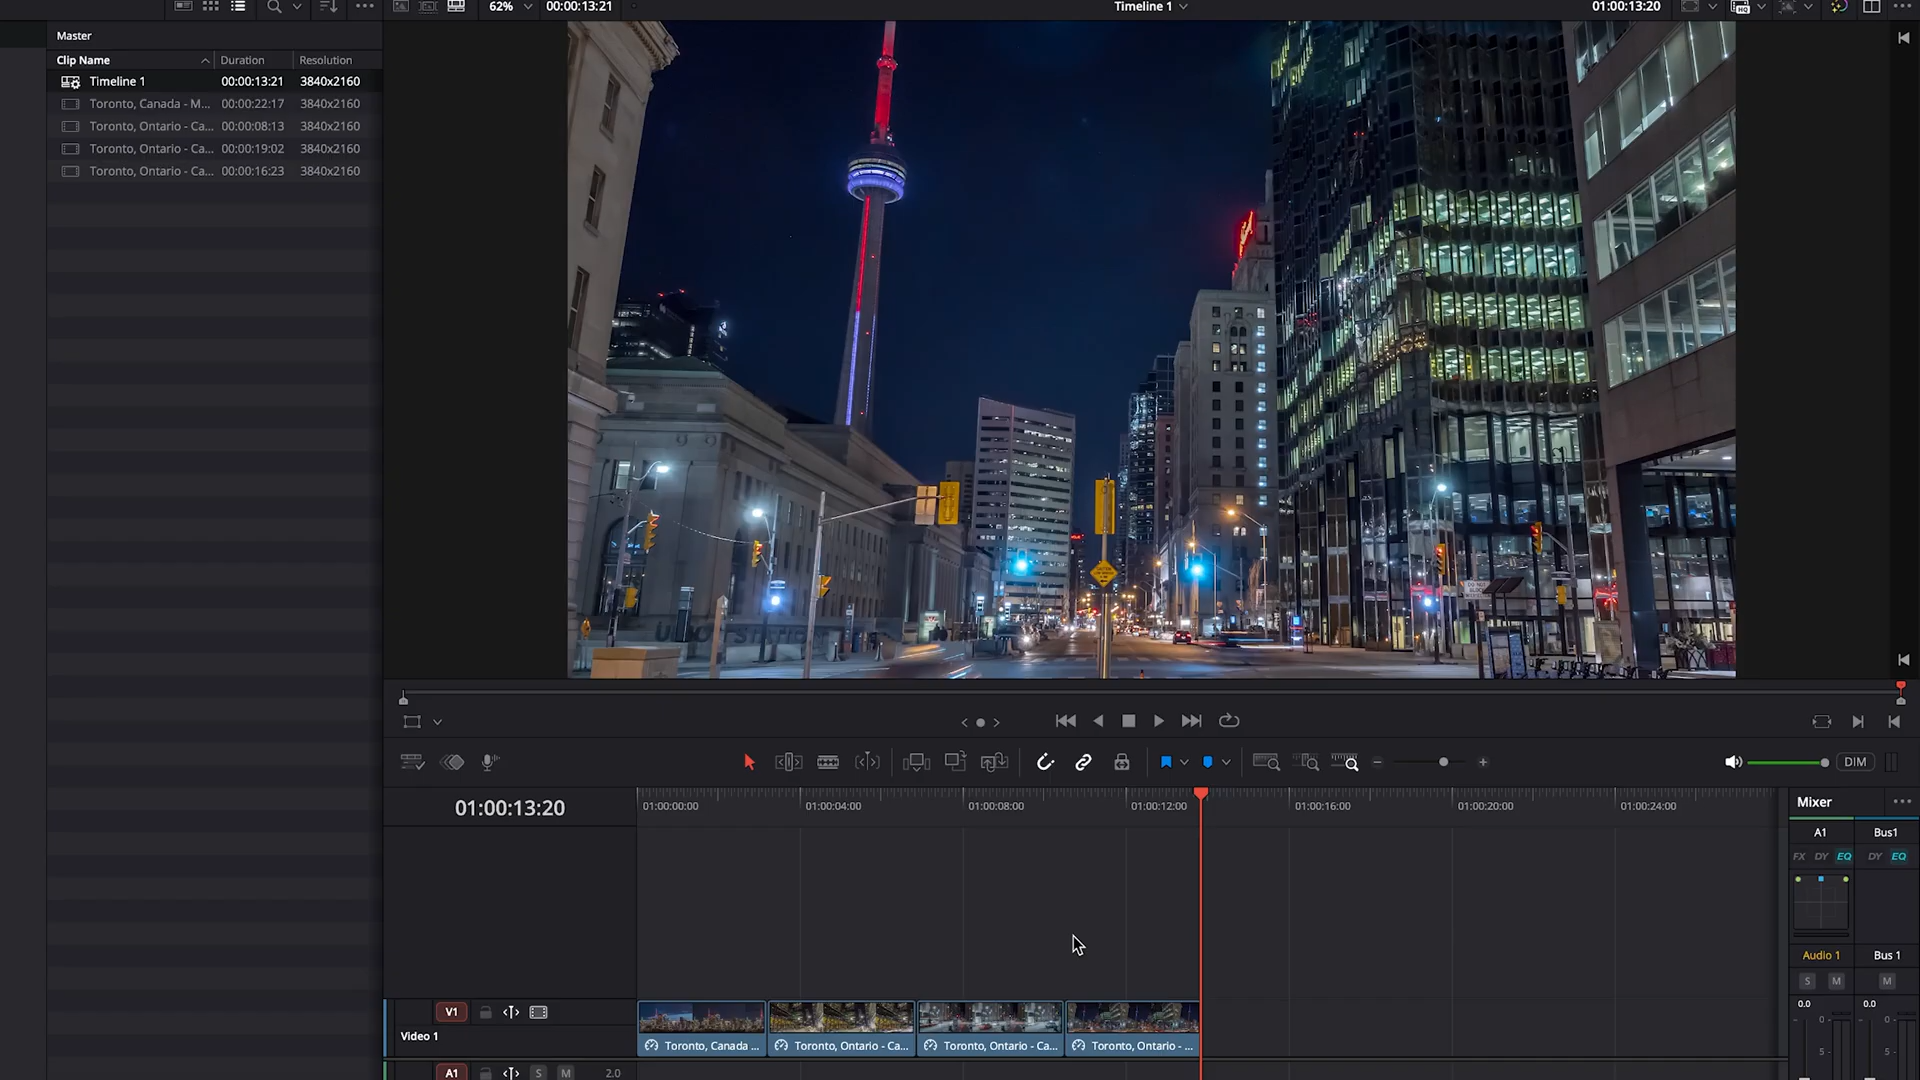 62%
00:00:13:21
Timeline 1
01:00:13:20
Master
Clip Name
Duration
Resolution
Timeline 1
00:00:13:21
3840x2160
Toronto, Canada - M...
00:00:22:17
3840x2160
Toronto, Ontario - Ca...
00:00:08:13
3840x2160
Toronto, Ontario - Ca...
00:00:19:02
3840x2160
Toronto, Ontario - Ca...
00:00:16:23
3840x2160
DIM
01:00:13:20
01:00:00:00
01:00:04:00
01:00:08:00
01:00:12:00
01:00:16:00
01:00:20:00
01:00:24:00
Mixer
A1
Bus1
FX
DY
EQ
DY
EQ
Audio 1
Bus 1
S
M
M
0.0
0.0
0-
0-
5-
5-
V1
Video 1
Toronto, Canada ...
Toronto, Ontario - Ca...
Toronto, Ontario - Ca...
Toronto, Ontario - ...
A1
S
M
2.0